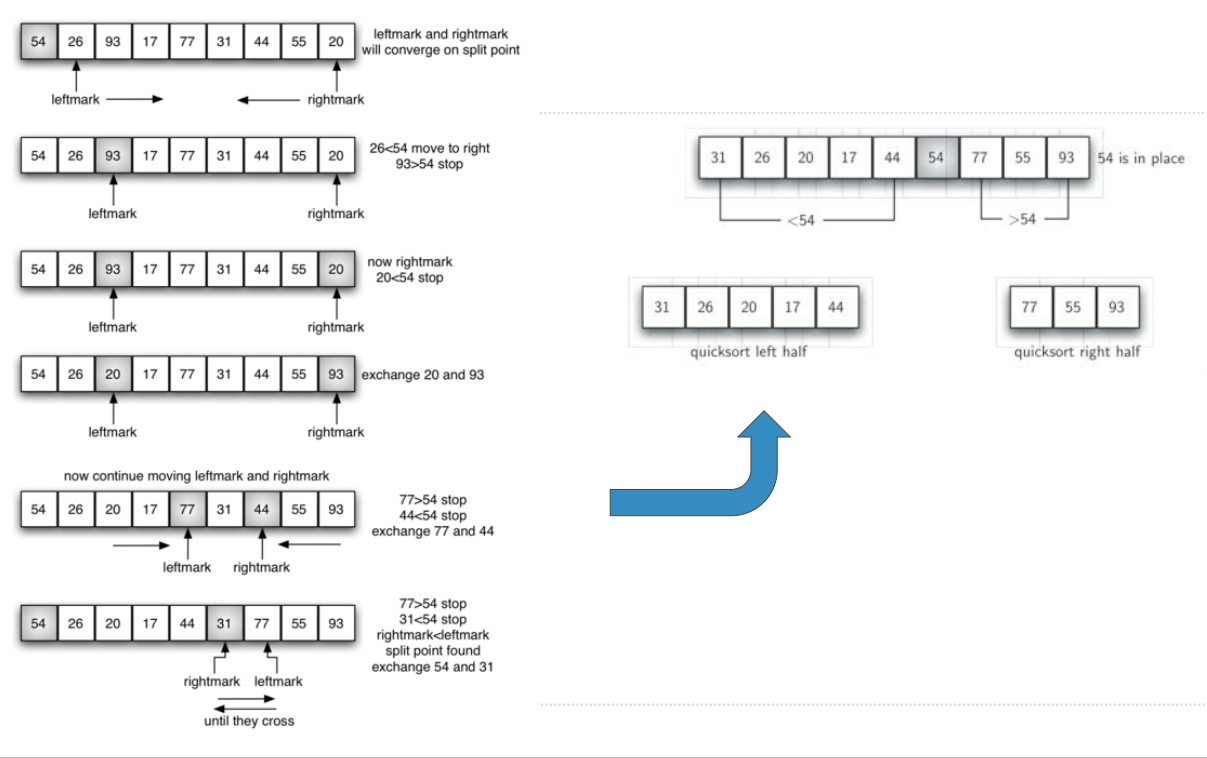 54 26 93 17 77 31 44 55 20
leftmark and rightmark
will converge on split point
leftmark rightmark
54 26 93 17 77 31 44 55 20
26<54 move to right
93>54 stop
leftmark rightmark
54 26 93 17 77 31 44 55 20
now rightmark
20<54 stop
leftmark rightmark
54 26 20 17 77 31 44 55 93
exchange 20 and 93
leftmark rightmark
now continue moving leftmark and rightmark
54 26 20 17 77 31 44 55 93
77>54 stop
44<54 stop
exchange 77 and 44
leftmark rightmark
54 26 20 17 44 31 77 55 93
77>54 stop
31<54 stop
rightmark<leftmark
split point found
exchange 54 and 31
rightmark leftmark
until they cross
31 26 20 17 44 54 77 55 93
54 is in place
<54 >54
31 26 20 17 44
quicksort left half
77 55 93
quicksort right half